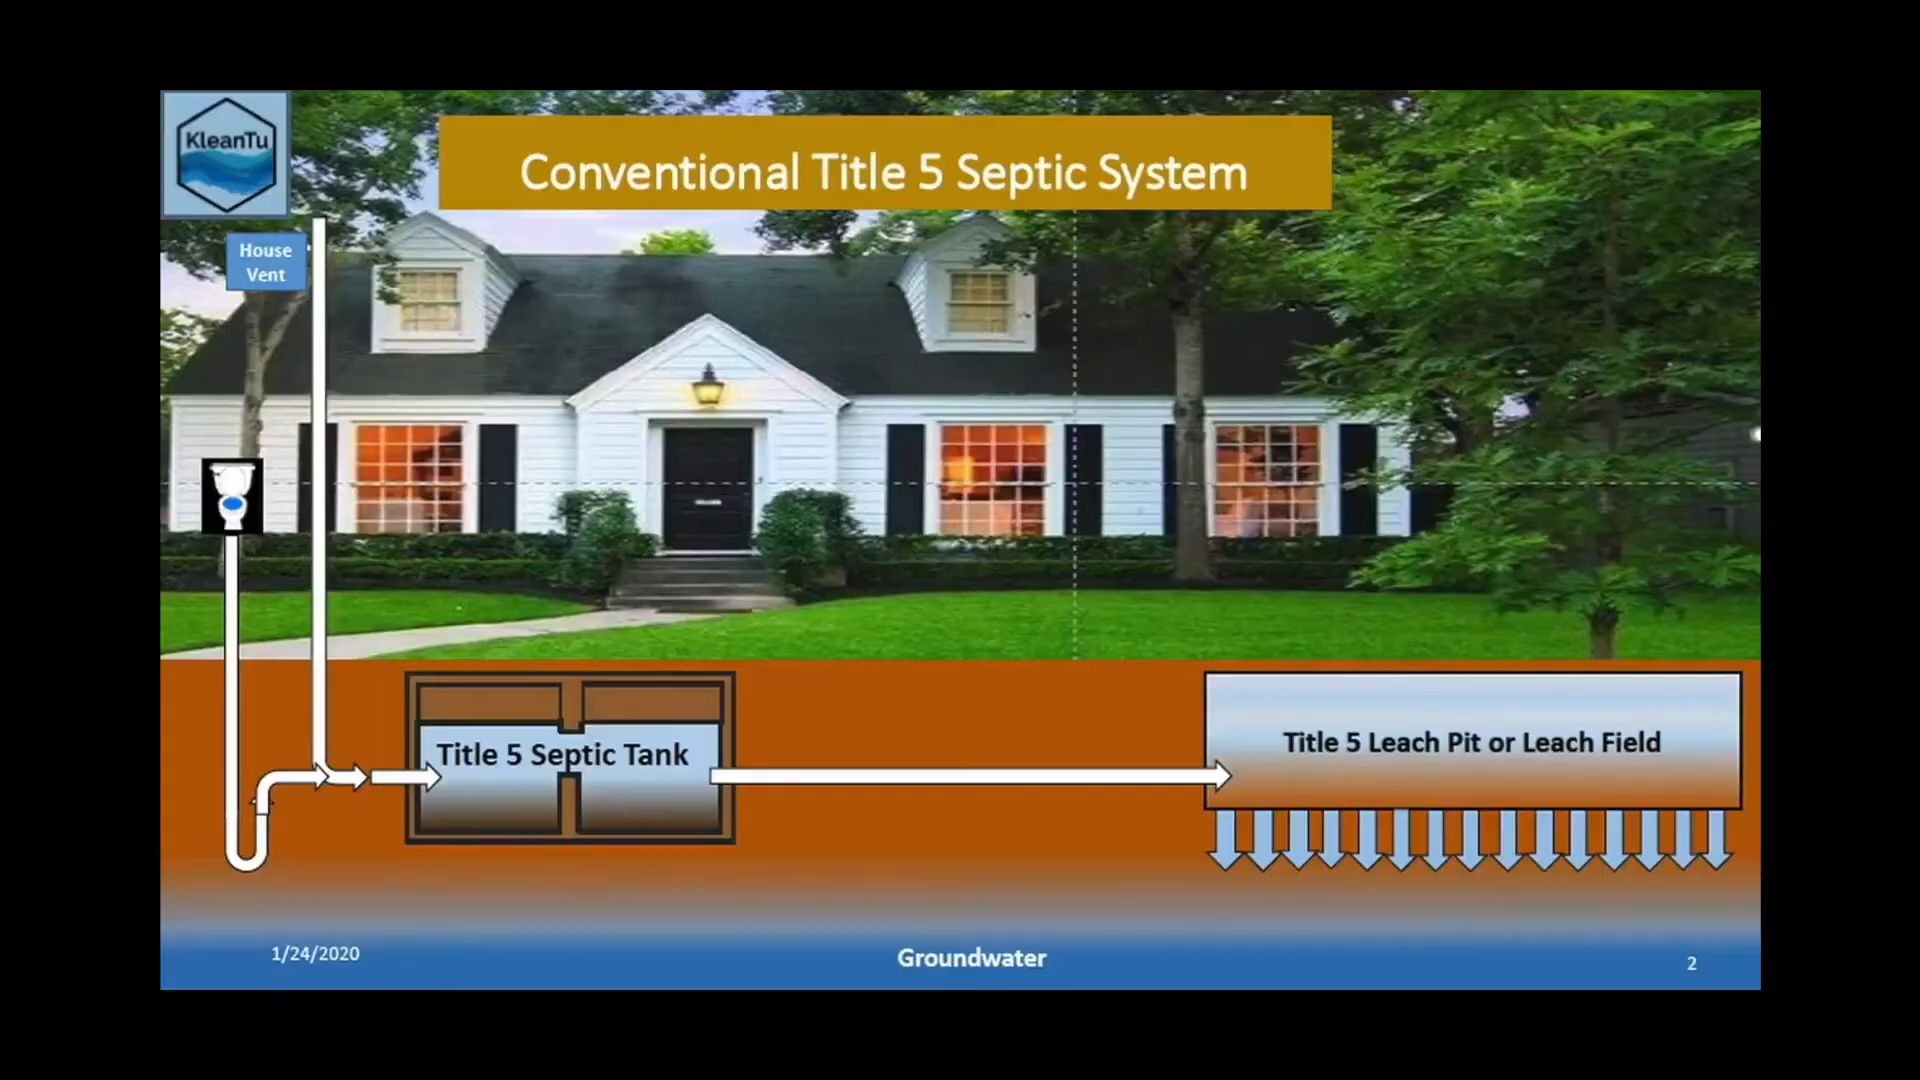 KleanTu
Conventional Title 5 Septic System
House
Vent
Title 5 Septic Tank
Title 5 Leach Pit or Leach Field
1/24/2020
Groundwater
2